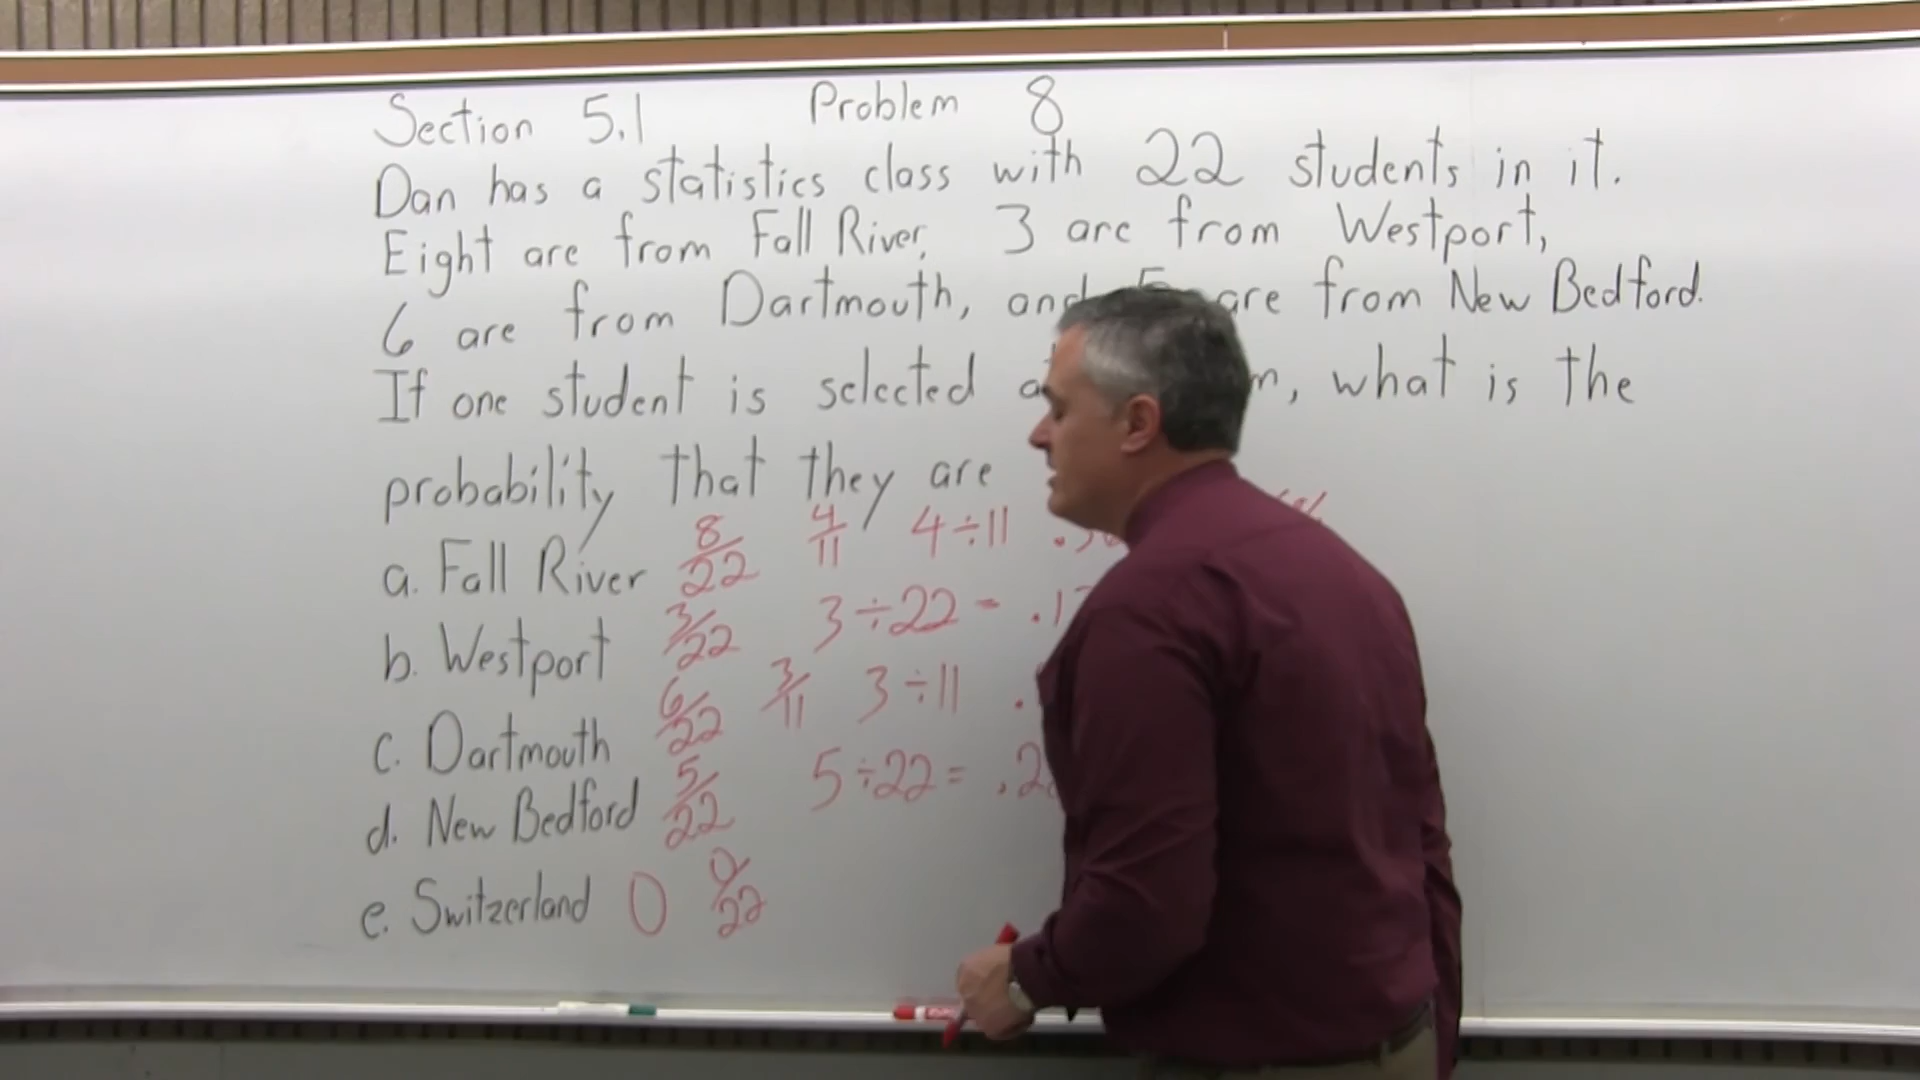 Section 5.1 Problem 8
Dan has a statistics class with 22 students in it.
Eight are from Fall River, 3 are from Westport,
6 are from Dartmouth, and are from New Bedford.
If one student is selected what is the
probability that they are
a. Fall River 8/22 4/11 4÷11
b. Westport 3/22 3÷22 =
c. Dartmouth 6/22 3/11 3÷11
d. New Bedford 5/22 5÷22 =
e. Switzerland 0 0/22